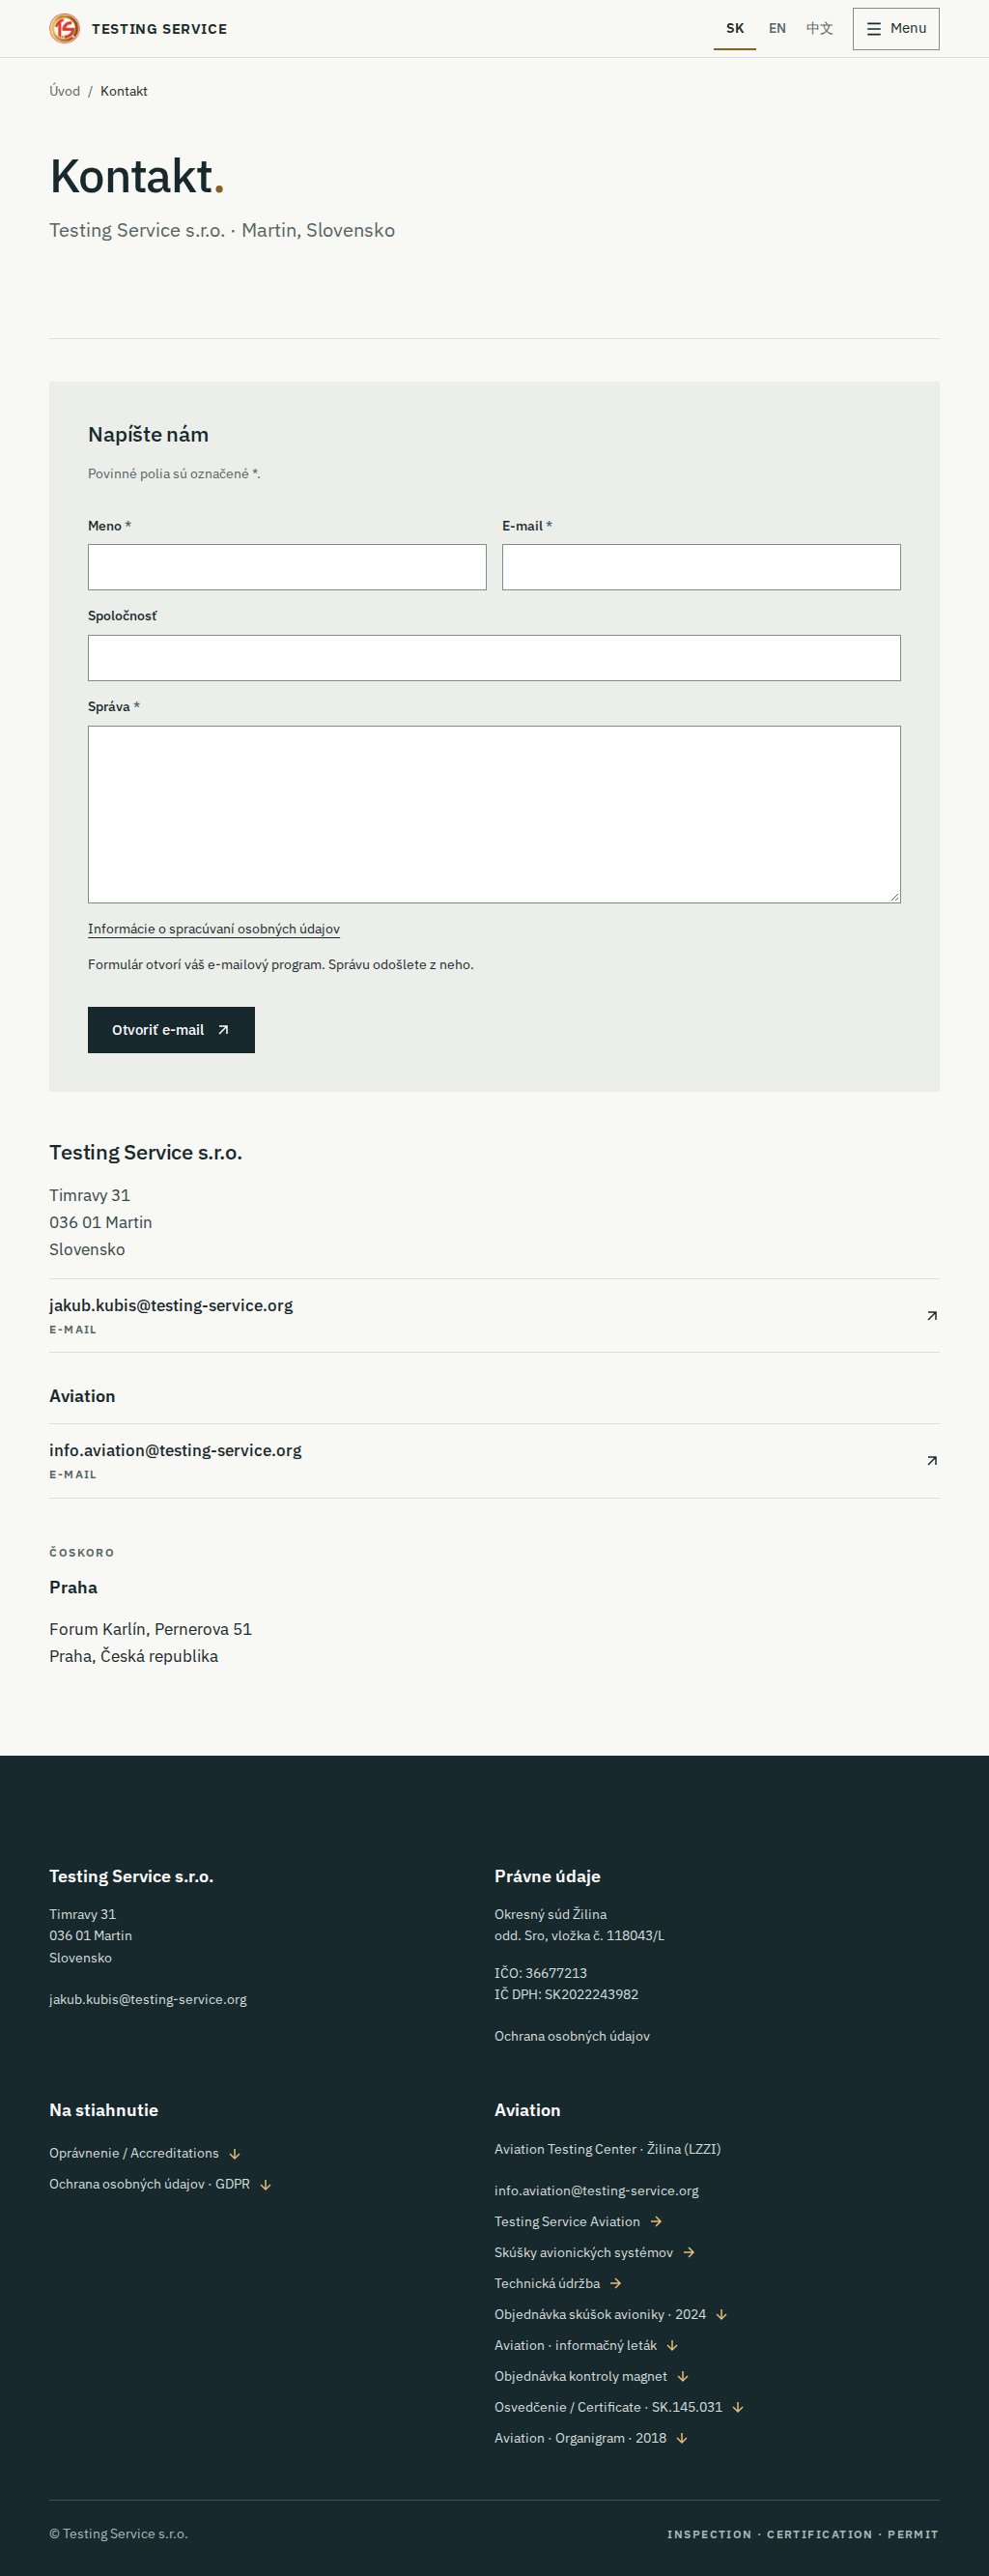 TESTING SERVICE
SK EN 中文 Menu
Úvod / Kontakt
Kontakt.
Testing Service s.r.o. · Martin, Slovensko
Napíšte nám
Povinné polia sú označené *.
Meno * E-mail *
Spoločnosť
Správa *
Informácie o spracúvaní osobných údajov
Formulár otvorí váš e-mailový program. Správu odošlete z neho.
Otvoriť e-mail
Testing Service s.r.o.
Timravy 31
036 01 Martin
Slovensko
jakub.kubis@testing-service.org
E-MAIL
Aviation
info.aviation@testing-service.org
E-MAIL
ČOSKORO
Praha
Forum Karlín, Pernerova 51
Praha, Česká republika
Testing Service s.r.o.
Timravy 31
036 01 Martin
Slovensko
jakub.kubis@testing-service.org
Právne údaje
Okresný súd Žilina
odd. Sro, vložka č. 118043/L
IČO: 36677213
IČ DPH: SK2022243982
Ochrana osobných údajov
Na stiahnutie
Oprávnenie / Accreditations
Ochrana osobných údajov · GDPR
Aviation
Aviation Testing Center · Žilina (LZZI)
info.aviation@testing-service.org
Testing Service Aviation
Skúšky avionických systémov
Technická údržba
Objednávka skúšok avioniky · 2024
Aviation · informačný leták
Objednávka kontroly magnet
Osvedčenie / Certificate · SK.145.031
Aviation · Organigram · 2018
© Testing Service s.r.o.
INSPECTION · CERTIFICATION · PERMIT